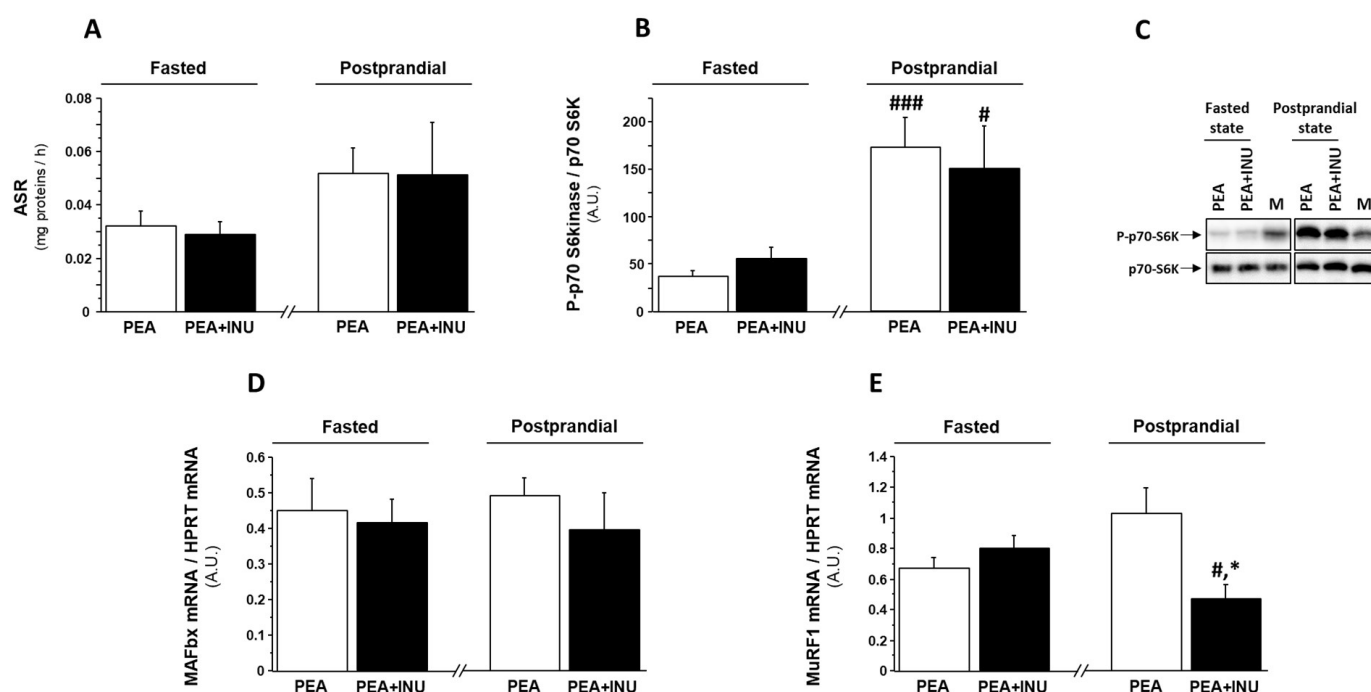 A
Fasted
Postprandial
ASR
(mg proteins / h)
0.08
0.06
0.04
0.02
0
PEA
PEA+INU
PEA
PEA+INU
B
Fasted
Postprandial
P-p70 S6kinase / p70 S6K
(A.U.)
250
200
150
100
50
0
###
#
PEA
PEA+INU
PEA
PEA+INU
C
Fasted
state
Postprandial
state
PEA
PEA+INU
M
PEA
PEA+INU
M
P-p70-S6K
p70-S6K
D
Fasted
Postprandial
MAFbx mRNA / HPRT mRNA
(A.U.)
0.6
0.5
0.4
0.3
0.2
0.1
0
PEA
PEA+INU
PEA
PEA+INU
E
Fasted
Postprandial
MuRF1 mRNA / HPRT mRNA
(A.U.)
1.4
1.2
1
0.8
0.6
0.4
0.2
0
#,*
PEA
PEA+INU
PEA
PEA+INU